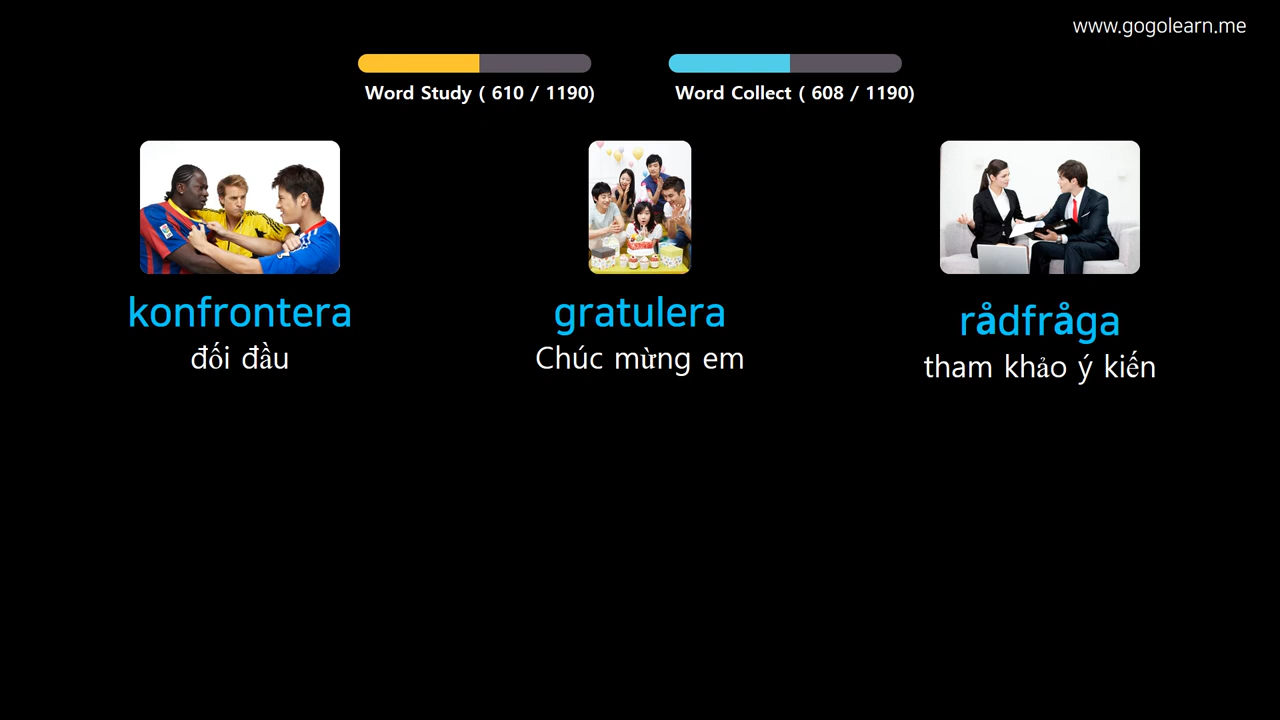 www.gogolearn.me
Word Study ( 610 / 1190)
Word Collect ( 608 / 1190)
konfrontera
đối đầu
gratulera
Chúc mừng em
rådfråga
tham khảo ý kiến